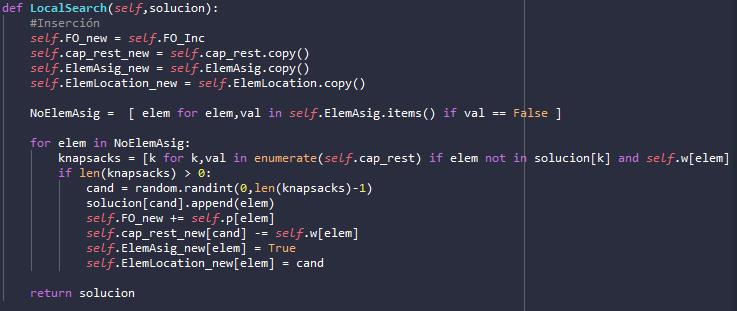 def LocalSearch(self,solucion):
    #Inserción
    self.FO_new = self.FO_Inc
    self.cap_rest_new = self.cap_rest.copy()
    self.ElemAsig_new = self.ElemAsig.copy()
    self.ElemLocation_new = self.ElemLocation.copy()
    NoElemAsig =  [ elem for elem,val in self.ElemAsig.items() if val == False ]
    for elem in NoElemAsig:
        knapsacks = [k for k,val in enumerate(self.cap_rest) if elem not in solucion[k] and self.w[elem]
        if len(knapsacks) > 0:
            cand = random.randint(0,len(knapsacks)-1)
            solucion[cand].append(elem)
            self.FO_new += self.p[elem]
            self.cap_rest_new[cand] -= self.w[elem]
            self.ElemAsig_new[elem] = True
            self.ElemLocation_new[elem] = cand
    return solucion